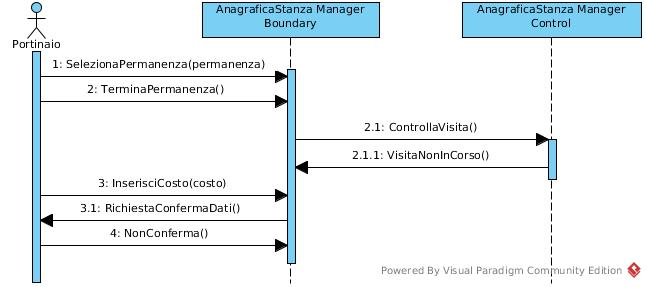 AnagraficaStanza Manager
Boundary
AnagraficaStanza Manager
Control
Portinaio
1: SelezionaPermanenza(permanenza)
2: TerminaPermanenza()
2.1: ControllaVisita()
2.1.1: VisitaNonInCorso()
3: InserisciCosto(costo)
3.1: RichiestaConfermaDati()
4: NonConferma()
Powered By Visual Paradigm Community Edition